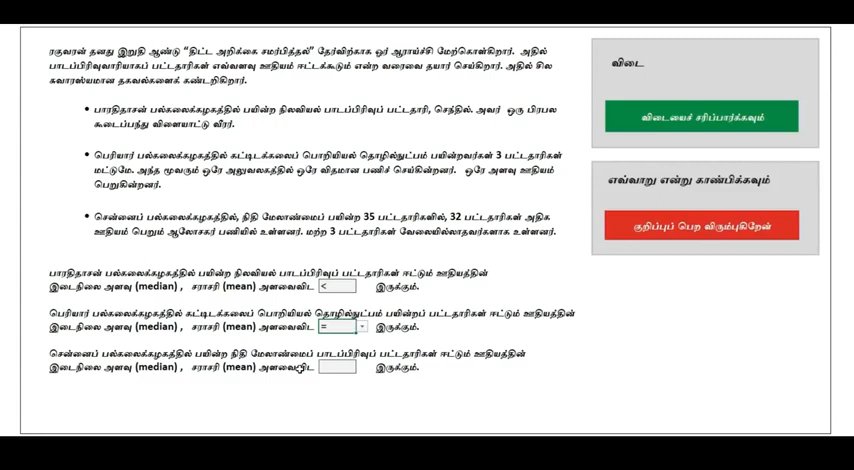 ரகுவரன் தனது இறுதி ஆண்டு “திட்ட அறிக்கை சமர்பித்தல்” தேர்விற்காக ஓர் ஆராய்ச்சி மேற்கொள்கிறார். அதில்
பாடப்பிரிவுவாரியாகப் பட்டதாரிகள் எவ்வளவு ஊதியம் ஈட்டக்கூடும் என்ற வரைவை தயார் செய்கிறார். அதில் சில
சுவாரஸ்யமான தகவல்களைக் கண்டறிகிறார்.
விடை
• பாரதிதாசன் பல்கலைக்கழகத்தில் பயின்ற நிலவியல் பாடப்பிரிவுப் பட்டதாரி, செந்தில். அவர் ஒரு பிரபல
கூடைப்பந்து விளையாட்டு வீரர்.
விடையைச் சரிப்பார்க்கவும்
• பெரியார் பல்கலைக்கழகத்தில் கட்டிடக்கலைப் பொறியியல் தொழில்நுட்பம் பயின்றவர்கள் 3 பட்டதாரிகள்
மட்டுமே. அந்த மூவரும் ஒரே அலுவலகத்தில் ஒரே விதமான பணிச் செய்கின்றனர். ஒரே அளவு ஊதியம்
பெறுகின்றனர்.
எவ்வாறு என்று காண்பிக்கவும்
குறிப்புப் பெற விரும்புகிறேன்
• சென்னைப் பல்கலைக்கழகத்தில், நிதி மேலாண்மைப் பயின்ற 35 பட்டதாரிகளில், 32 பட்டதாரிகள் அதிக
ஊதியம் பெறும் ஆலோசகர் பணியில் உள்ளனர். மற்ற 3 பட்டதாரிகள் வேலையில்லாதவர்களாக உள்ளனர்.
பாரதிதாசன் பல்கலைக்கழகத்தில் பயின்ற நிலவியல் பாடப்பிரிவுப் பட்டதாரிகள் ஈட்டும் ஊதியத்தின்
இடைநிலை அளவு (median) , சராசரி (mean) அளவைவிட < இருக்கும்.
பெரியார் பல்கலைக்கழகத்தில் கட்டிடக்கலைப் பொறியியல் தொழில்நுட்பம் பயின்றப் பட்டதாரிகள் ஈட்டும் ஊதியத்தின்
இடைநிலை அளவு (median) , சராசரி (mean) அளவைவிட = இருக்கும்.
சென்னைப் பல்கலைக்கழகத்தில் பயின்ற நிதி மேலாண்மைப் பாடப்பிரிவுப் பட்டதாரிகள் ஈட்டும் ஊதியத்தின்
இடைநிலை அளவு (median) , சராசரி (mean) அளவைவிட இருக்கும்.